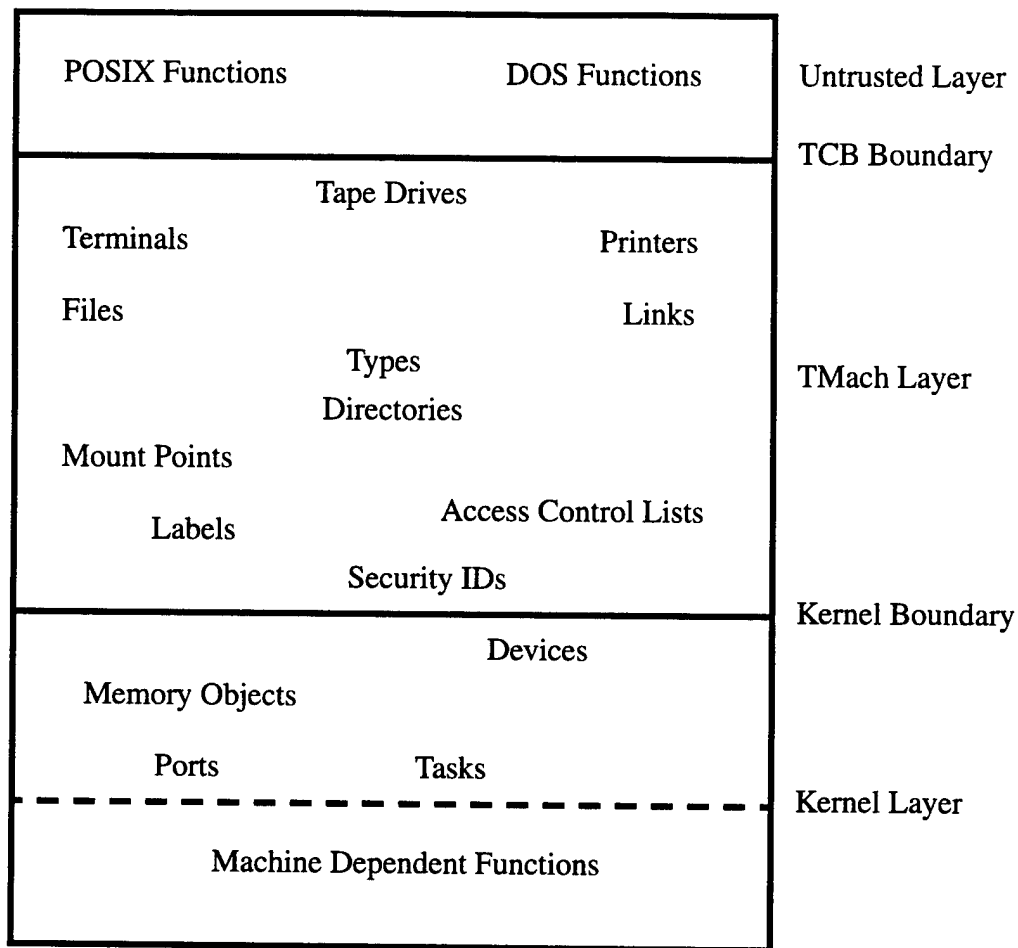 POSIX Functions
DOS Functions
Untrusted Layer
TCB Boundary
Tape Drives
Terminals
Printers
Files
Links
Types
TMach Layer
Directories
Mount Points
Access Control Lists
Labels
Security IDs
Kernel Boundary
Devices
Memory Objects
Ports
Tasks
Kernel Layer
Machine Dependent Functions